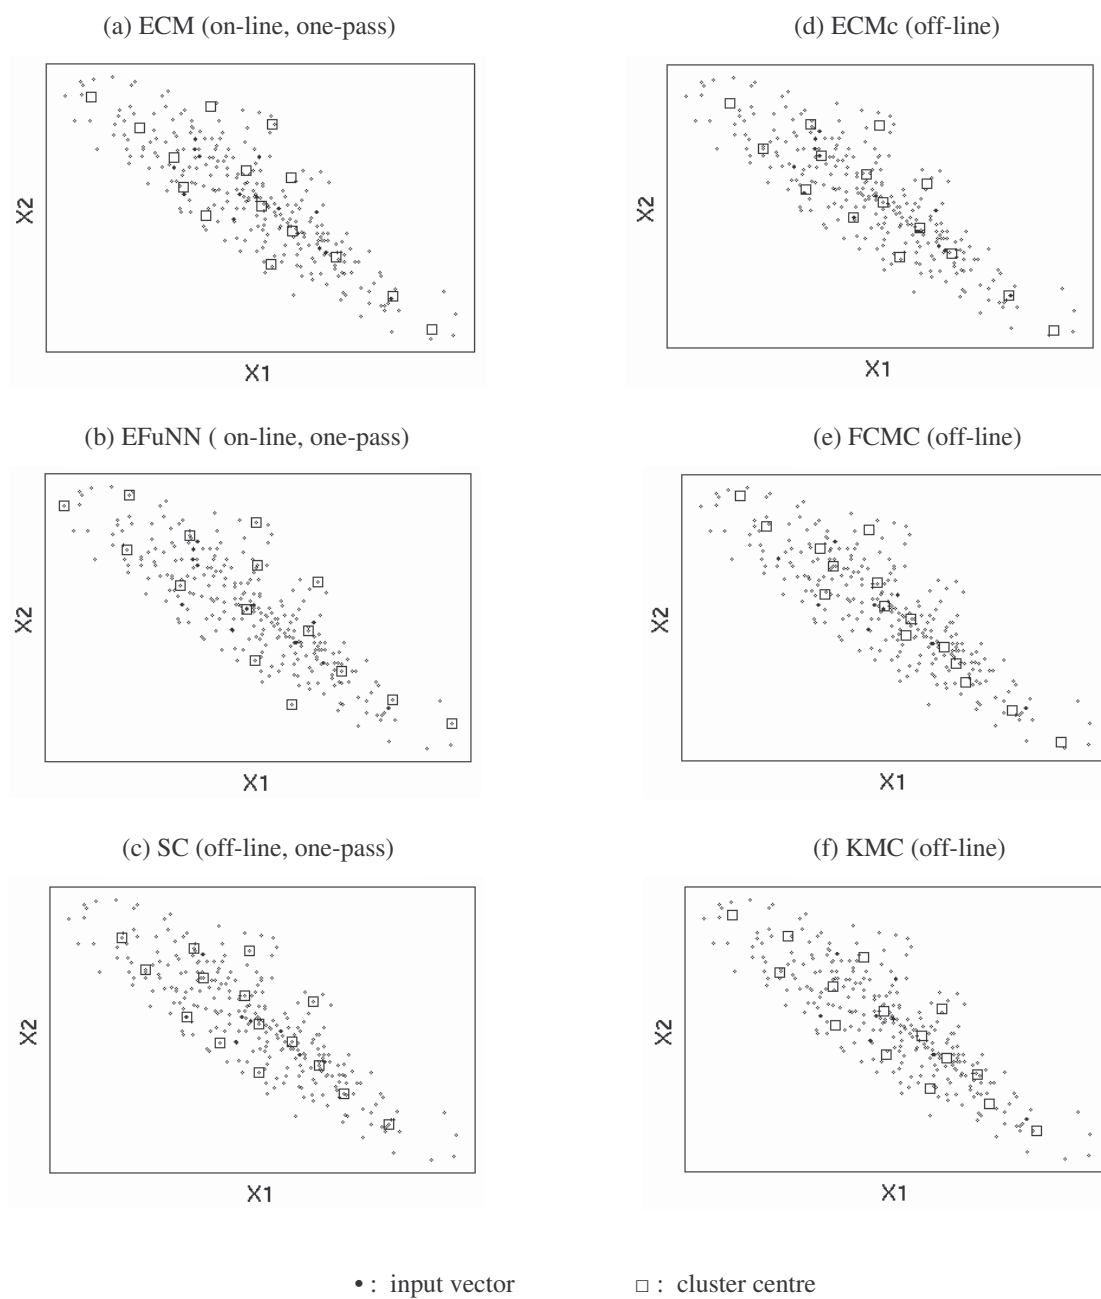 (a) ECM (on-line, one-pass)
(d) ECMc (off-line)
X2
X1
X2
X1
(b) EFuNN ( on-line, one-pass)
(e) FCMC (off-line)
X2
X1
X2
X1
(c) SC (off-line, one-pass)
(f) KMC (off-line)
X2
X1
X2
X1
• : input vector
□ : cluster centre